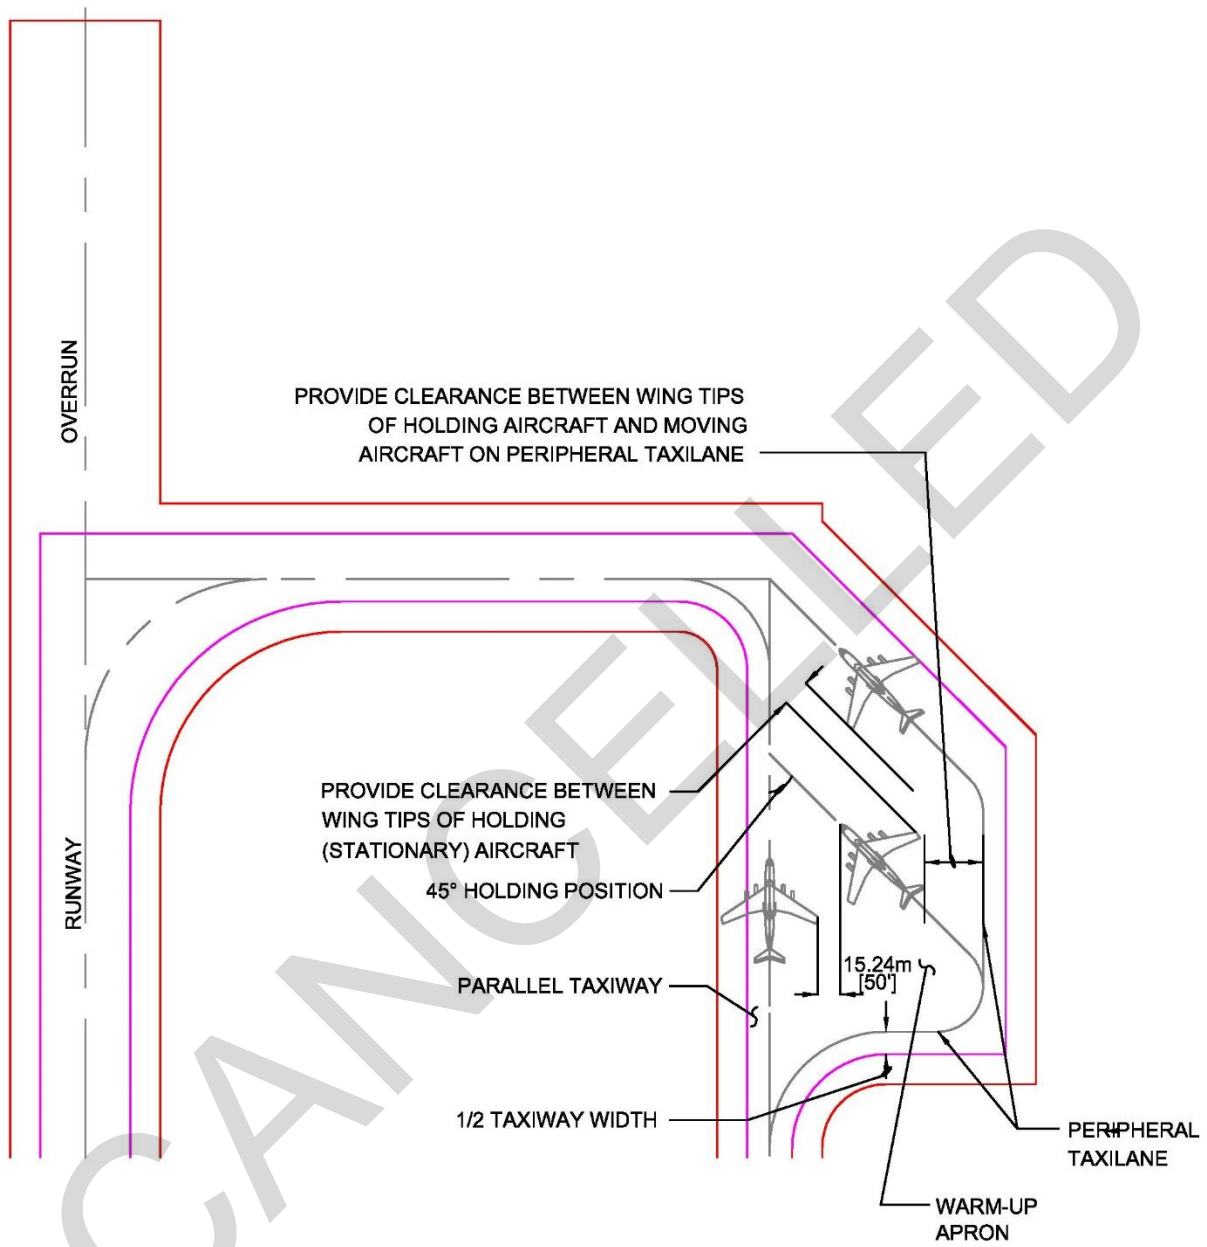 OVERRUN
PROVIDE CLEARANCE BETWEEN WING TIPS
OF HOLDING AIRCRAFT AND MOVING
AIRCRAFT ON PERIPHERAL TAXILANE
PROVIDE CLEARANCE BETWEEN
WING TIPS OF HOLDING
(STATIONARY) AIRCRAFT
RUNWAY
45° HOLDING POSITION
15.24m
[50']
PARALLEL TAXIWAY
1/2 TAXIWAY WIDTH
PERIPHERAL
TAXILANE
WARM-UP
APRON
CANCELLED